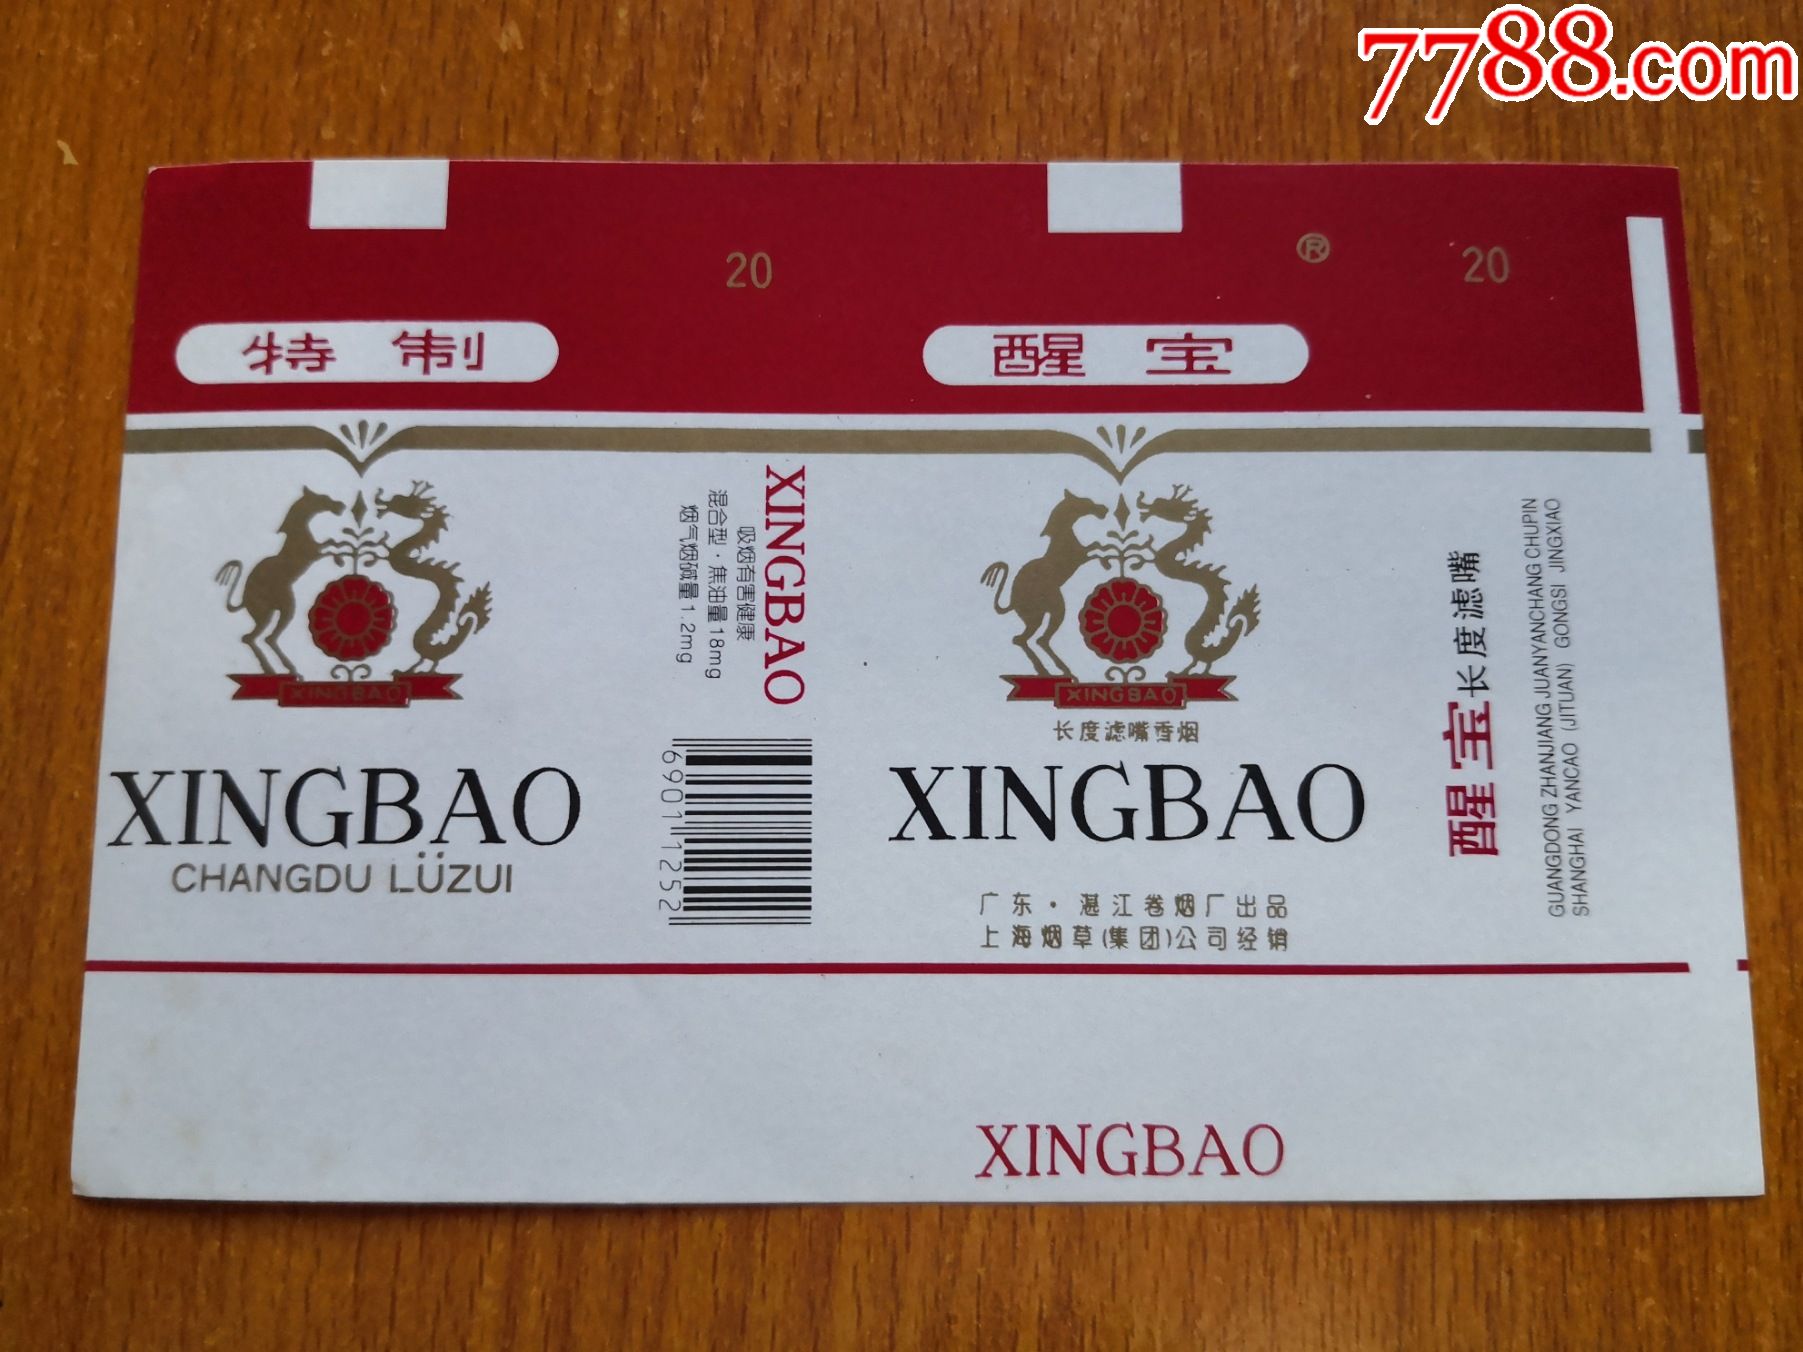 7788.com
20
®
20
特制
醒宝
XINGBAO
XINGBAO
CHANGDU LÜZUI
XINGBAO
吸烟有害健康
混合型·焦油量18mg
烟气烟碱量1.2mg
6901 1252
XINGBAO
长度滤嘴香烟
XINGBAO
广东·湛江卷烟厂出品
上海烟草(集团)公司经销
醒宝长度滤嘴
GUANGDONG ZHANJIANG JUANYANCHANG CHUPIN
SHANGHAI YANCAO (JITUAN) GONGSI JINGXIAO
XINGBAO